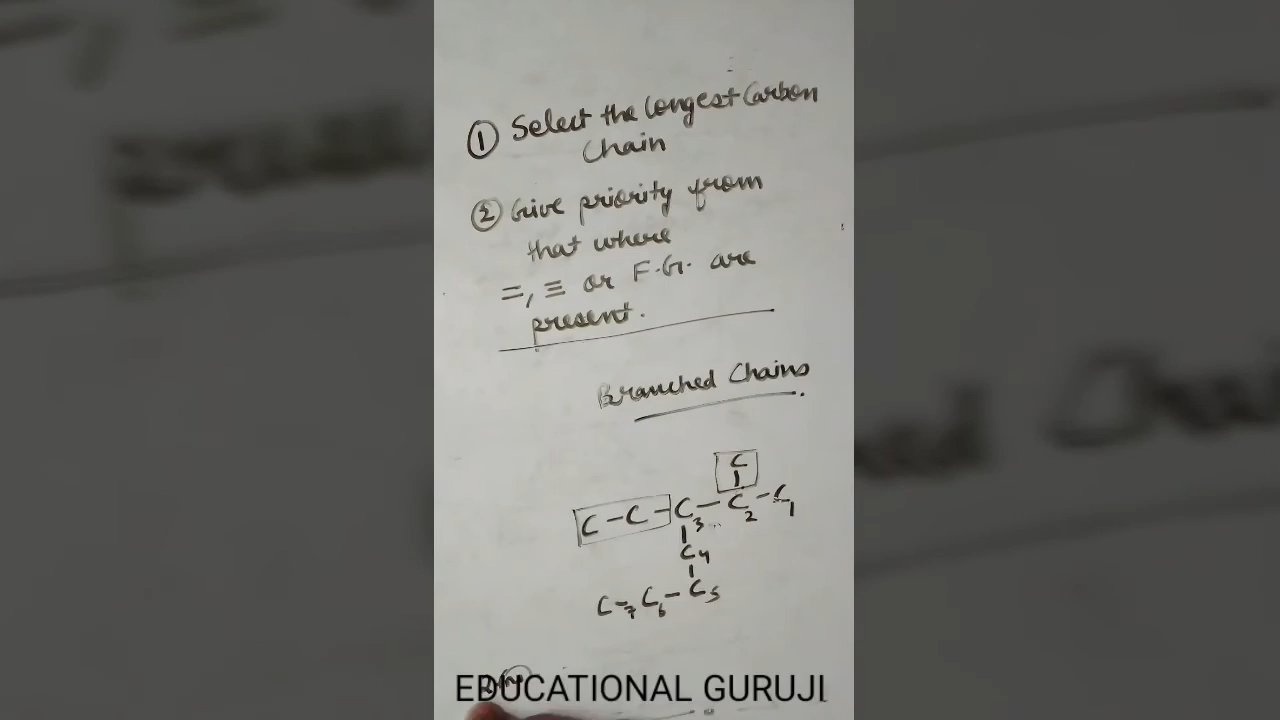 ① Select the longest Carbon
Chain
② Give priority from
that where
=, ≡ or F.G. are
present.
Branched Chains
C
C - C - C3 - C2 - C1
C4
C7 - C6 - C5
EDUCATIONAL GURUJI